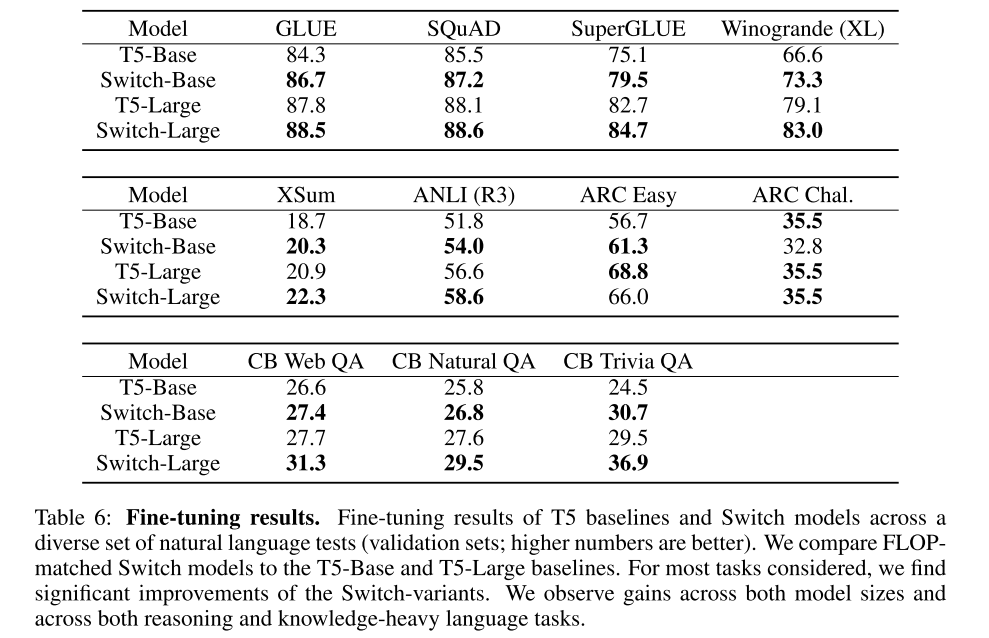 Model GLUE SQuAD SuperGLUE Winogrande (XL)
T5-Base 84.3 85.5 75.1 66.6
Switch-Base 86.7 87.2 79.5 73.3
T5-Large 87.8 88.1 82.7 79.1
Switch-Large 88.5 88.6 84.7 83.0
Model XSum ANLI (R3) ARC Easy ARC Chal.
T5-Base 18.7 51.8 56.7 35.5
Switch-Base 20.3 54.0 61.3 32.8
T5-Large 20.9 56.6 68.8 35.5
Switch-Large 22.3 58.6 66.0 35.5
Model CB Web QA CB Natural QA CB Trivia QA
T5-Base 26.6 25.8 24.5
Switch-Base 27.4 26.8 30.7
T5-Large 27.7 27.6 29.5
Switch-Large 31.3 29.5 36.9
Table 6: Fine-tuning results. Fine-tuning results of T5 baselines and Switch models across a
diverse set of natural language tests (validation sets; higher numbers are better). We compare FLOP-
matched Switch models to the T5-Base and T5-Large baselines. For most tasks considered, we find
significant improvements of the Switch-variants. We observe gains across both model sizes and
across both reasoning and knowledge-heavy language tasks.